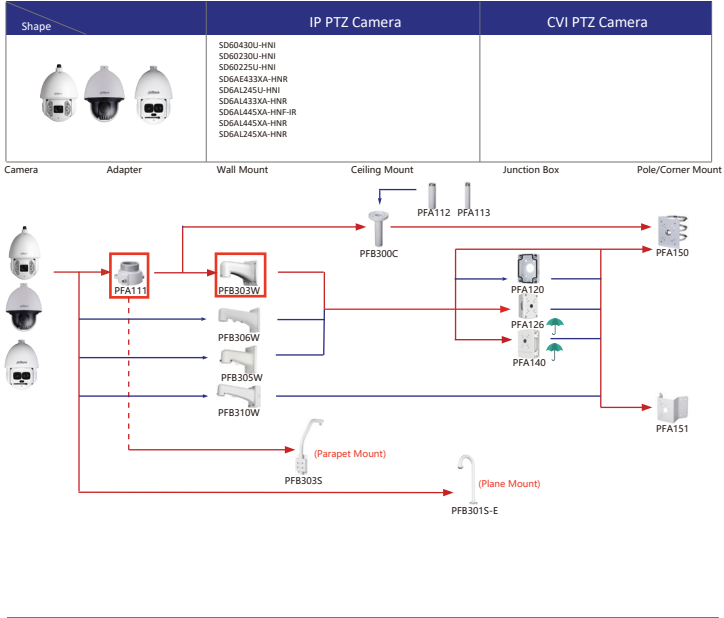 Shape
IP PTZ Camera
CVI PTZ Camera
SD60430U-HNI
SD60230U-HNI
SD60225U-HNI
SD6AE433XA-HNR
SD6AL245U-HNI
SD6AL433XA-HNR
SD6AL445XA-HNF-IR
SD6AL445XA-HNR
SD6AL245XA-HNR
Camera
Adapter
Wall Mount
Ceiling Mount
Junction Box
Pole/Corner Mount
PFA112
PFA113
PFB300C
PFA150
PFA111
PFB303W
PFA120
PFA126
PFB306W
PFA140
PFB305W
PFB310W
PFA151
(Parapet Mount)
PFB303S
(Plane Mount)
PFB301S-E